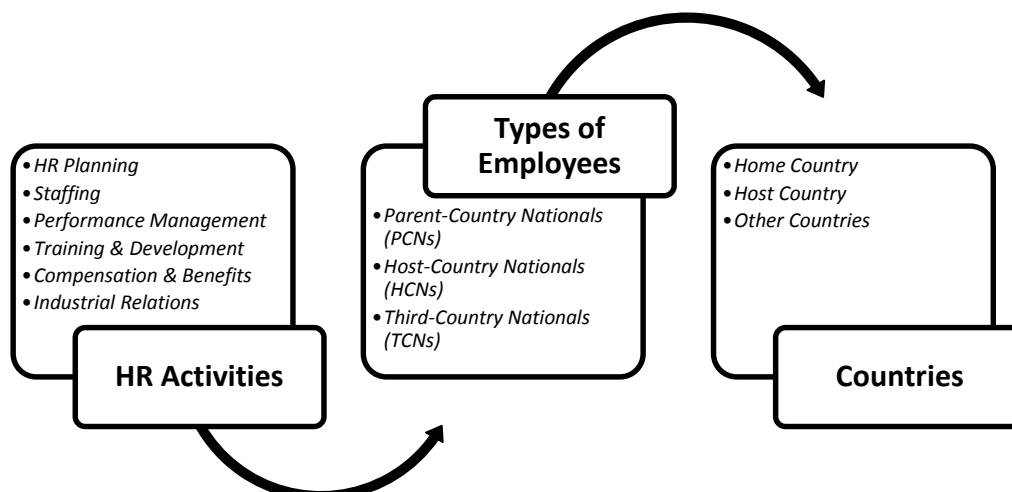 • HR Planning
• Staffing
• Performance Management
• Training & Development
• Compensation & Benefits
• Industrial Relations
HR Activities
Types of
Employees
• Parent-Country Nationals
(PCNs)
• Host-Country Nationals
(HCNs)
• Third-Country Nationals
(TCNs)
• Home Country
• Host Country
• Other Countries
Countries